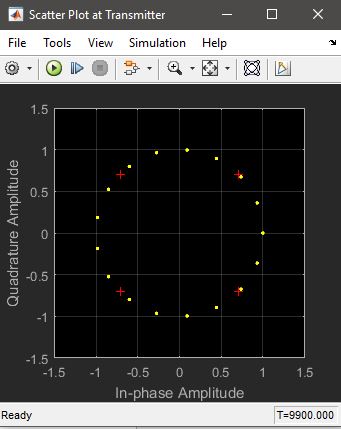 Scatter Plot at Transmitter
File Tools View Simulation Help
1.5
1
0.5
0
-0.5
-1
-1.5
Quadrature Amplitude
-1.5 -1 -0.5 0 0.5 1 1.5
In-phase Amplitude
Ready T=9900.000